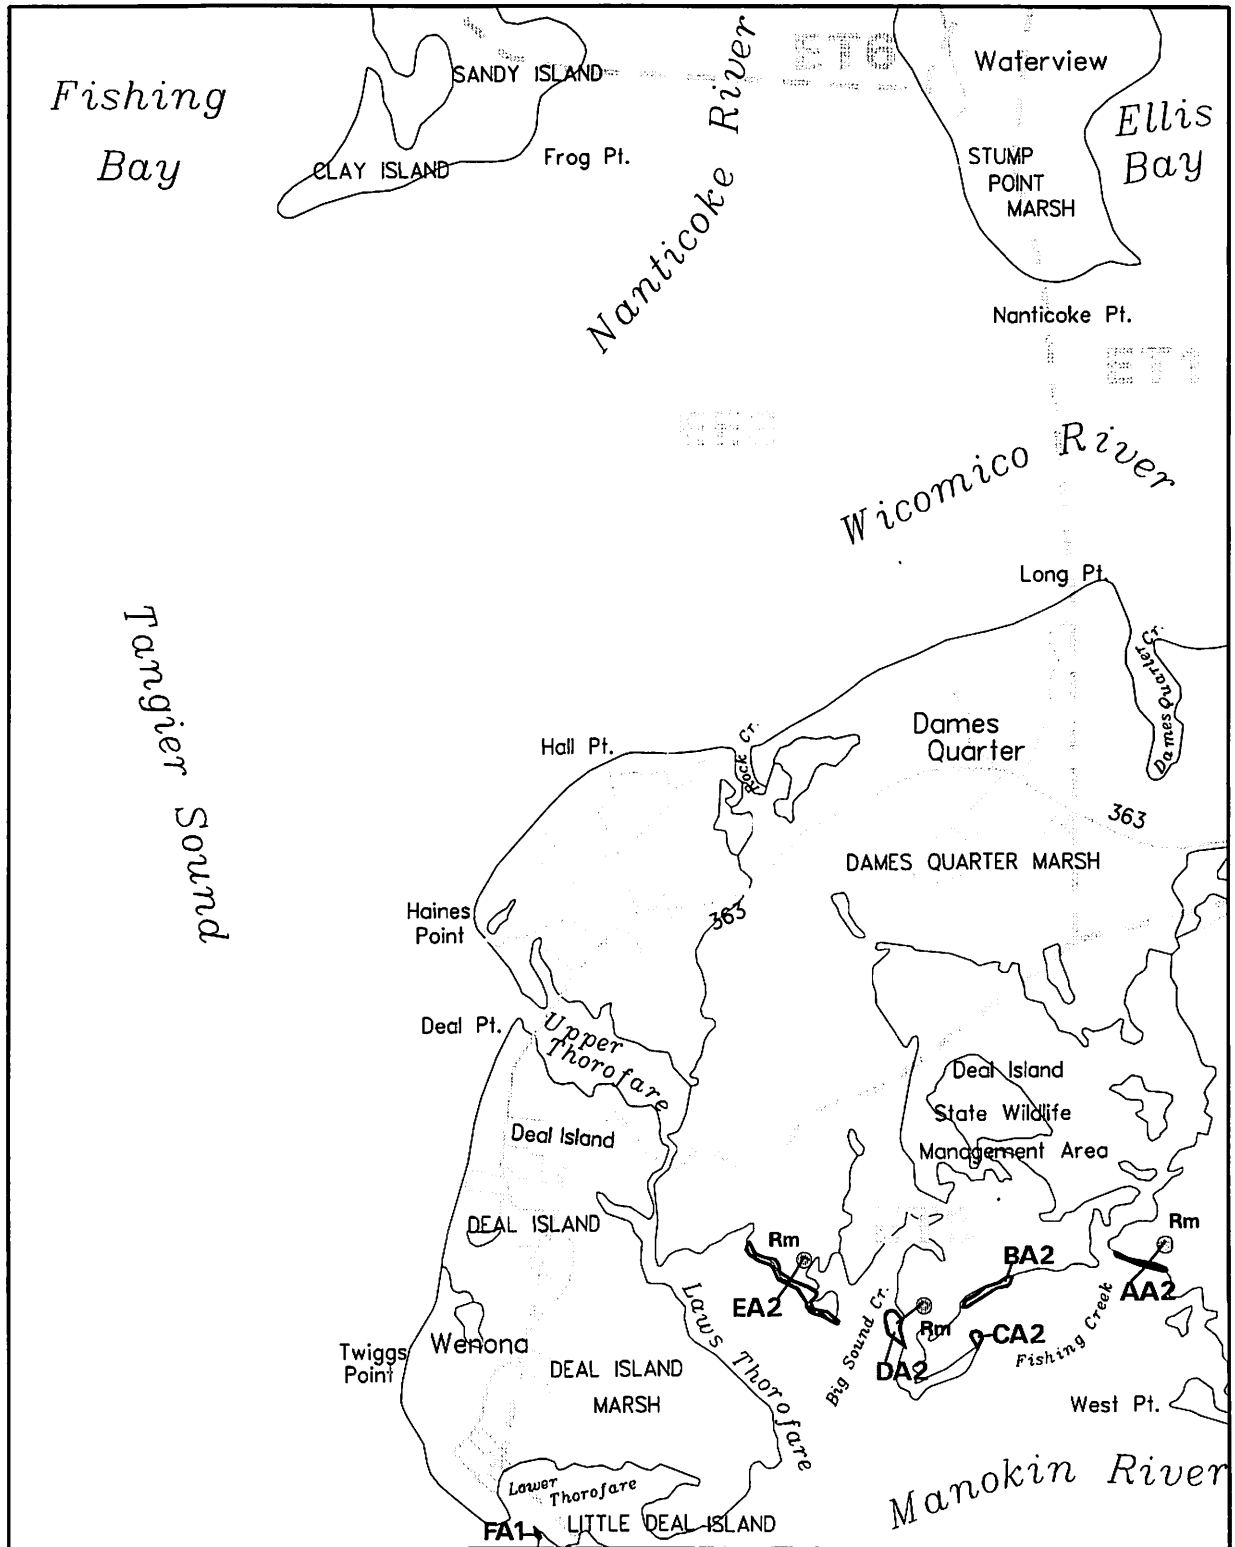 Fishing
Bay
SANDY ISLAND
CLAY ISLAND
Frog Pt.
Nanticoke River
ET6
Waterview
Ellis
Bay
STUMP
POINT
MARSH
Nanticoke Pt.
ET1
Wicomico River
Long Pt.
Tangier Sound
Dames Quarter Cr.
Hall Pt.
Rock Cr.
Dames
Quarter
363
DAMES QUARTER MARSH
363
Haines
Point
Deal Pt.
Upper
Thorofare
Deal Island
State Wildlife
Management Area
Deal Island
DEAL ISLAND
Rm
EA2
BA2
Rm
AA2
Rm
DA2
CA2
Big Sound Cr.
Fishing Creek
Laws Thorofare
Twiggs
Point
Wenona
DEAL ISLAND
MARSH
West Pt.
Manokin River
Lower
Thorofare
FA1
LITTLE DEAL ISLAND